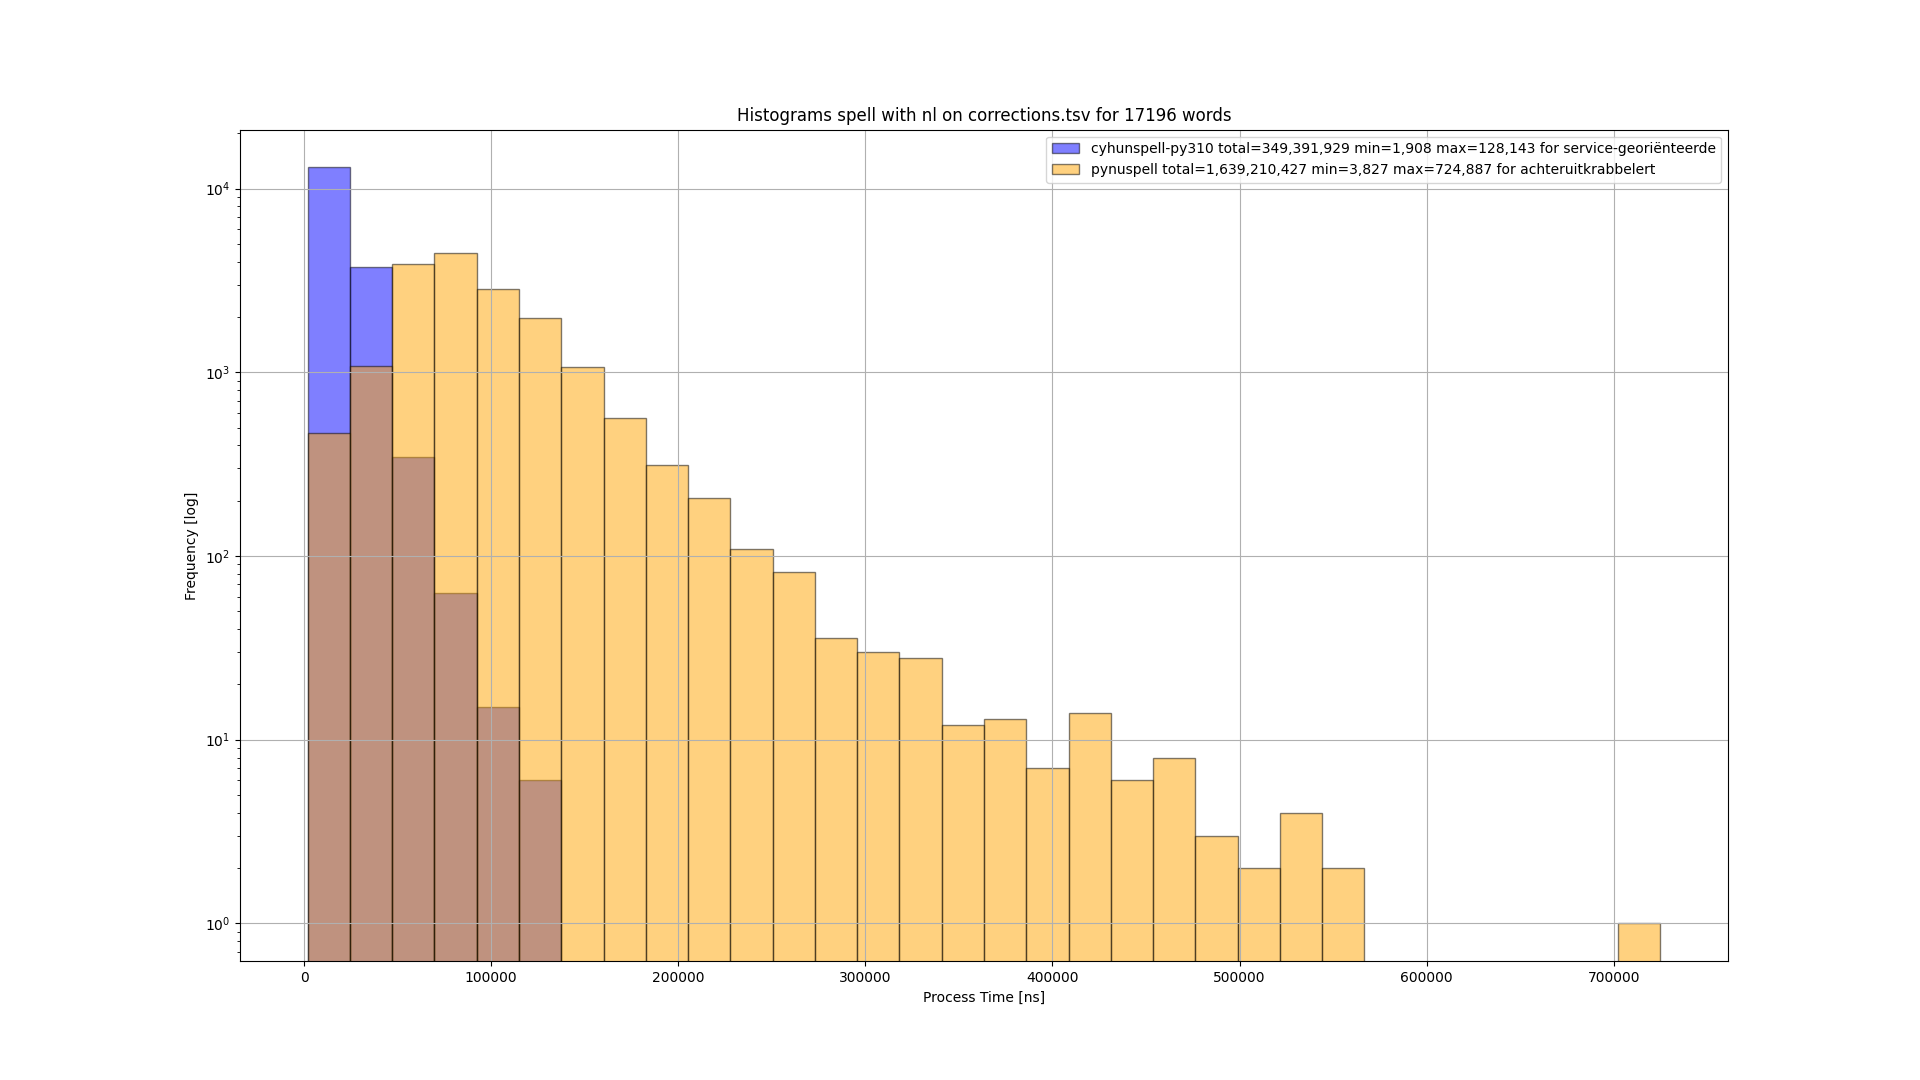 Histograms spell with nl on corrections.tsv for 17196 words
cyhunspell-py310 total=349,391,929 min=1,908 max=128,143 for service-georiënteerde
pynuspell total=1,639,210,427 min=3,827 max=724,887 for achteruitkrabbelert
Frequency [log]
10⁴
10³
10²
10¹
10⁰
0 100000 200000 300000 400000 500000 600000 700000
Process Time [ns]